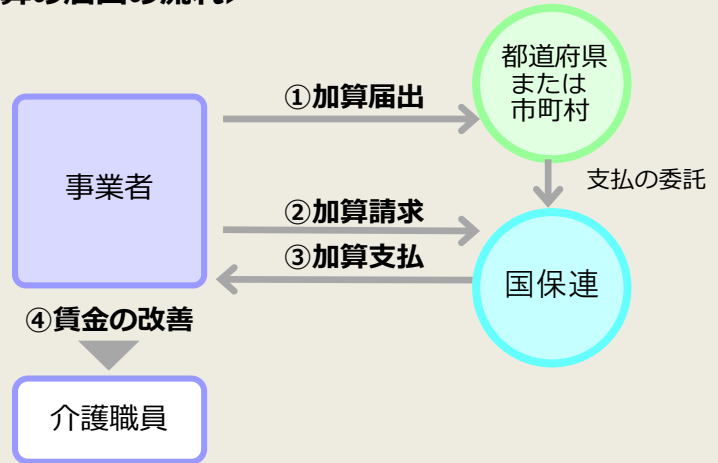 ①加算届出
都道府県
または
市町村
事業者
支払の委託
②加算請求
③加算支払
国保連
④賃金の改善
介護職員